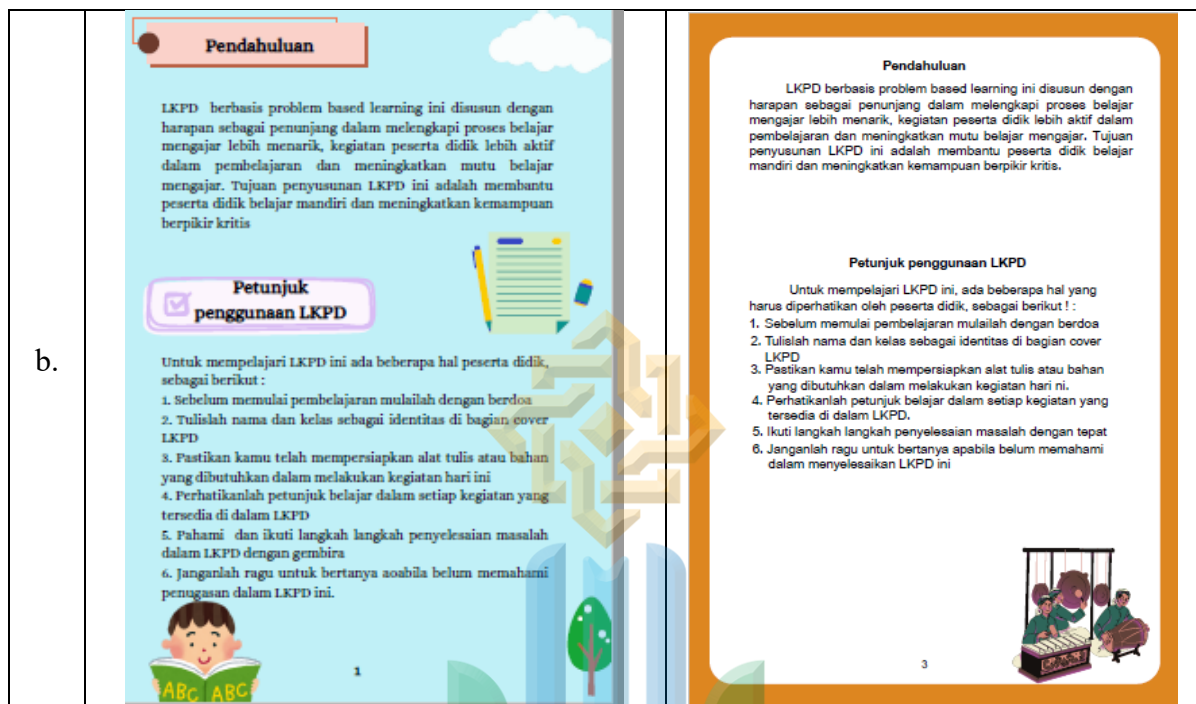 b.
Pendahuluan
LKPD berbasis problem based learning ini disusun dengan
harapan sebagai penunjang dalam melengkapi proses belajar
mengajar lebih menarik, kegiatan peserta didik lebih aktif
dalam pembelajaran dan meningkatkan mutu belajar
mengajar. Tujuan penyusunan LKPD ini adalah membantu
peserta didik belajar mandiri dan meningkatkan kemampuan
berpikir kritis
Petunjuk
penggunaan LKPD
Untuk mempelajari LKPD ini ada beberapa hal peserta didik,
sebagai berikut :
1. Sebelum memulai pembelajaran mulailah dengan berdoa
2. Tulislah nama dan kelas sebagai identitas di bagian cover
LKPD
3. Pastikan kamu telah mempersiapkan alat tulis atau bahan
yang dibutuhkan dalam melakukan kegiatan hari ini
4. Perhatikanlah petunjuk belajar dalam setiap kegiatan yang
tersedia di dalam LKPD
5. Pahami dan ikuti langkah langkah penyelesaian masalah
dalam LKPD dengan gembira
6. Janganlah ragu untuk bertanya aoabila belum memahami
penugasan dalam LKPD ini.
ABC ABC
1
Pendahuluan
LKPD berbasis problem based learning ini disusun dengan
harapan sebagai penunjang dalam melengkapi proses belajar
mengajar lebih menarik, kegiatan peserta didik lebih aktif dalam
pembelajaran dan meningkatkan mutu belajar mengajar. Tujuan
penyusunan LKPD ini adalah membantu peserta didik belajar
mandiri dan meningkatkan kemampuan berpikir kritis.
Petunjuk penggunaan LKPD
Untuk mempelajari LKPD ini, ada beberapa hal yang
harus diperhatikan oleh peserta didik, sebagai berikut ! :
1. Sebelum memulai pembelajaran mulailah dengan berdoa
2. Tulislah nama dan kelas sebagai identitas di bagian cover
LKPD
3. Pastikan kamu telah mempersiapkan alat tulis atau bahan
yang dibutuhkan dalam melakukan kegiatan hari ni.
4. Perhatikanlah petunjuk belajar dalam setiap kegiatan yang
tersedia di dalam LKPD.
5. Ikuti langkah langkah penyelesaian masalah dengan tepat
6. Janganlah ragu untuk bertanya apabila belum memahami
dalam menyelesaikan LKPD ini
3